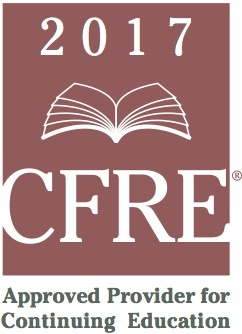 2017
CFRE®
Approved Provider for
Continuing Education